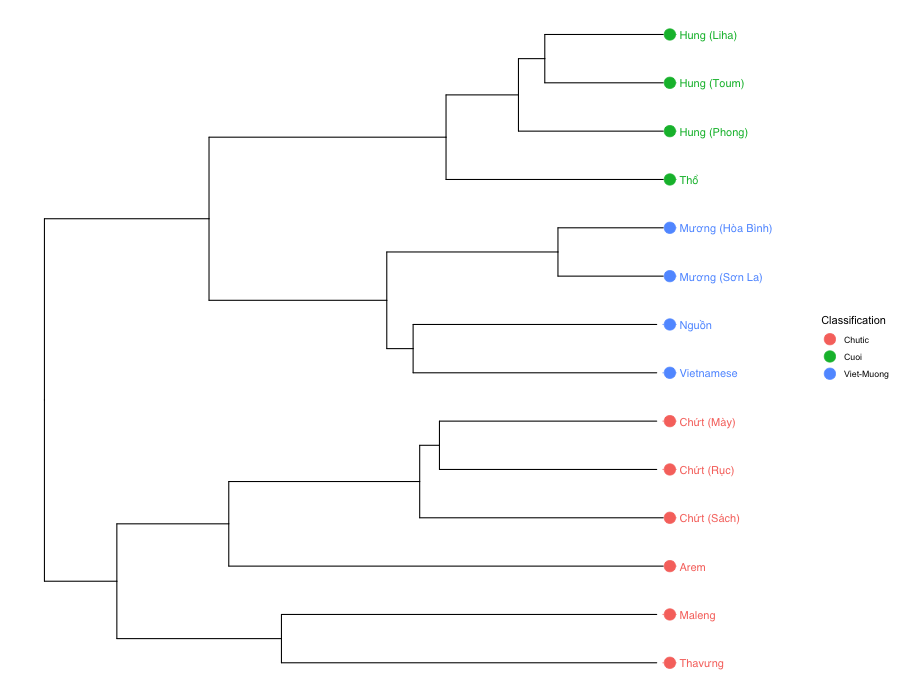 Hung (Liha)
Hung (Toum)
Hung (Phong)
Thổ
Mương (Hòa Bình)
Mương (Sơn La)
Nguồn
Vietnamese
Chứt (Mày)
Chứt (Rục)
Chứt (Sách)
Arem
Maleng
Thavưng
Classification
Chutic
Cuoi
Viet-Muong